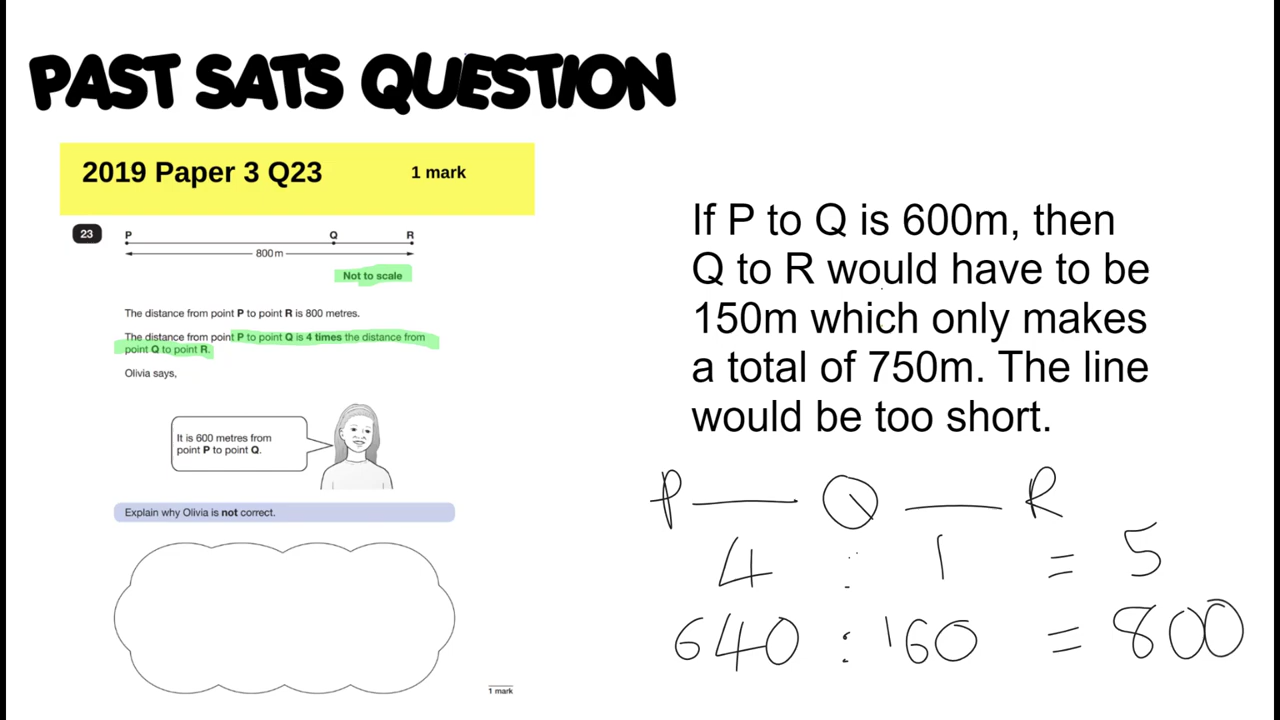 PAST SATS QUESTION
2019 Paper 3 Q23 1 mark
23
P Q R
800 m
Not to scale
The distance from point P to point R is 800 metres.
The distance from point P to point Q is 4 times the distance from
point Q to point R.
Olivia says,
It is 600 metres from
point P to point Q.
Explain why Olivia is not correct.
1 mark
If P to Q is 600m, then
Q to R would have to be
150m which only makes
a total of 750m. The line
would be too short.
P Q R
4 : 1 = 5
640 : 160 = 800